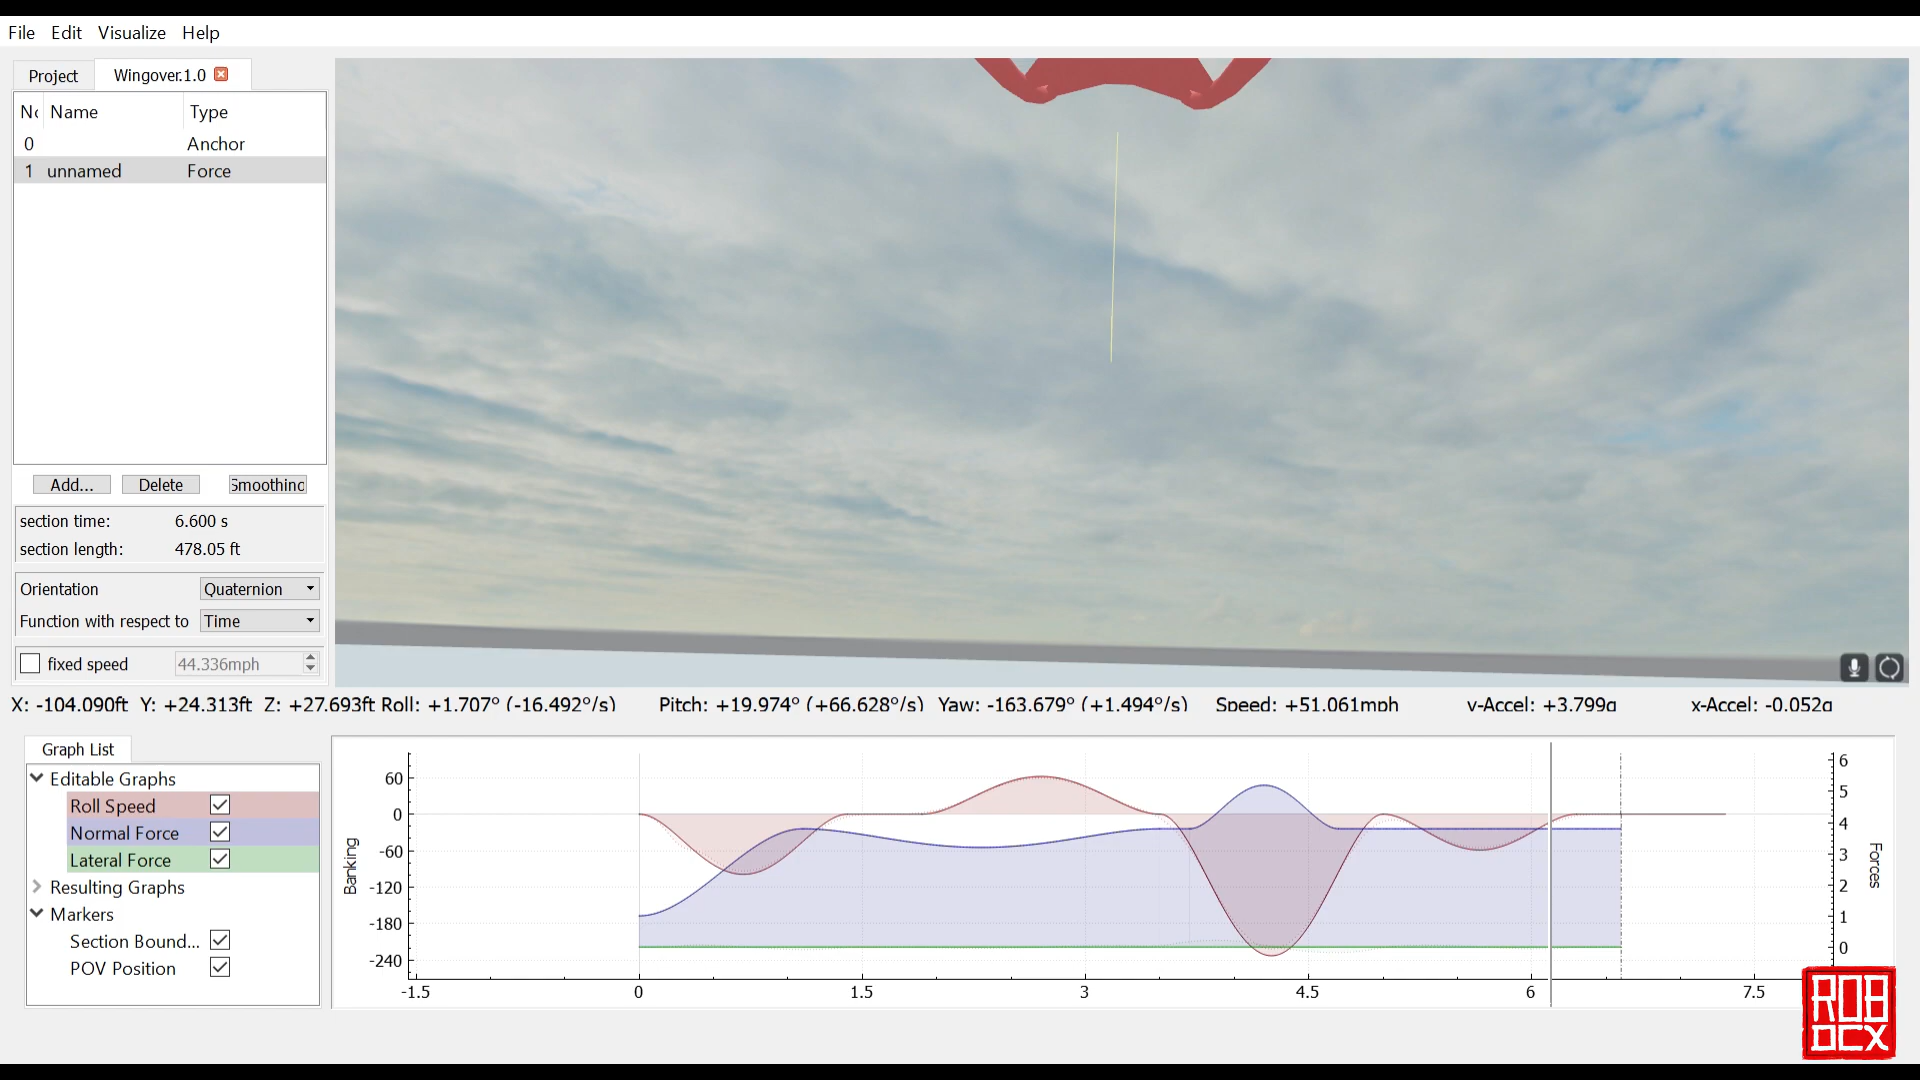 File Edit Visualize Help
Project Wingover.1.0
Name Type
0 Anchor
1 unnamed Force
Add... Delete Smoothing
section time: 6.600 s
section length: 478.05 ft
Orientation Quaternion
Function with respect to Time
fixed speed 44.336mph
X: -104.090ft Y: +24.313ft Z: +27.693ft Roll: +1.707° (-16.492°/s) Pitch: +19.974° (+66.628°/s) Yaw: -163.679° (+1.494°/s) Speed: +51.061mph y-Accel: +3.799g x-Accel: -0.052g
Graph List
Editable Graphs
Roll Speed
Normal Force
Lateral Force
Resulting Graphs
Markers
Section Bound...
POV Position
Banking
60
0
-60
-120
-180
-240
-1.5 0 1.5 3 4.5 6 7.5
6
5
4
3
2
1
0
Forces
ROB
DCX